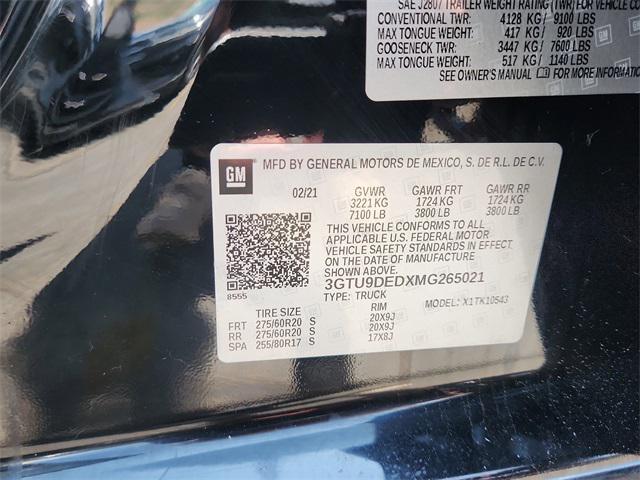 SAE J2807 TRAILER WEIGHT RATING (TWR) FOR VEHICLE
CONVENTIONAL TWR: 4128 KG / 9100 LBS
MAX TONGUE WEIGHT: 417 KG / 920 LBS
GOOSENECK TWR: 3447 KG / 7600 LBS
MAX TONGUE WEIGHT: 517 KG / 1140 LBS
SEE OWNER'S MANUAL FOR MORE INFORMATIO
GM MFD BY GENERAL MOTORS DE MEXICO, S. DE R.L. DE C.V.
02/21 GVWR GAWR FRT GAWR RR
3221 KG 1724 KG 1724 KG
7100 LB 3800 LB 3800 LB
THIS VEHICLE CONFORMS TO ALL
APPLICABLE U.S. FEDERAL MOTOR
VEHICLE SAFETY STANDARDS IN EFFECT
ON THE DATE OF MANUFACTURE
SHOWN ABOVE.
3GTU9DEDXMG265021
8555 TYPE: TRUCK MODEL: X1TK10543
TIRE SIZE RIM
FRT 275/60R20 S 20X9J
RR 275/60R20 S 20X9J
SPA 255/80R17 S 17X8J